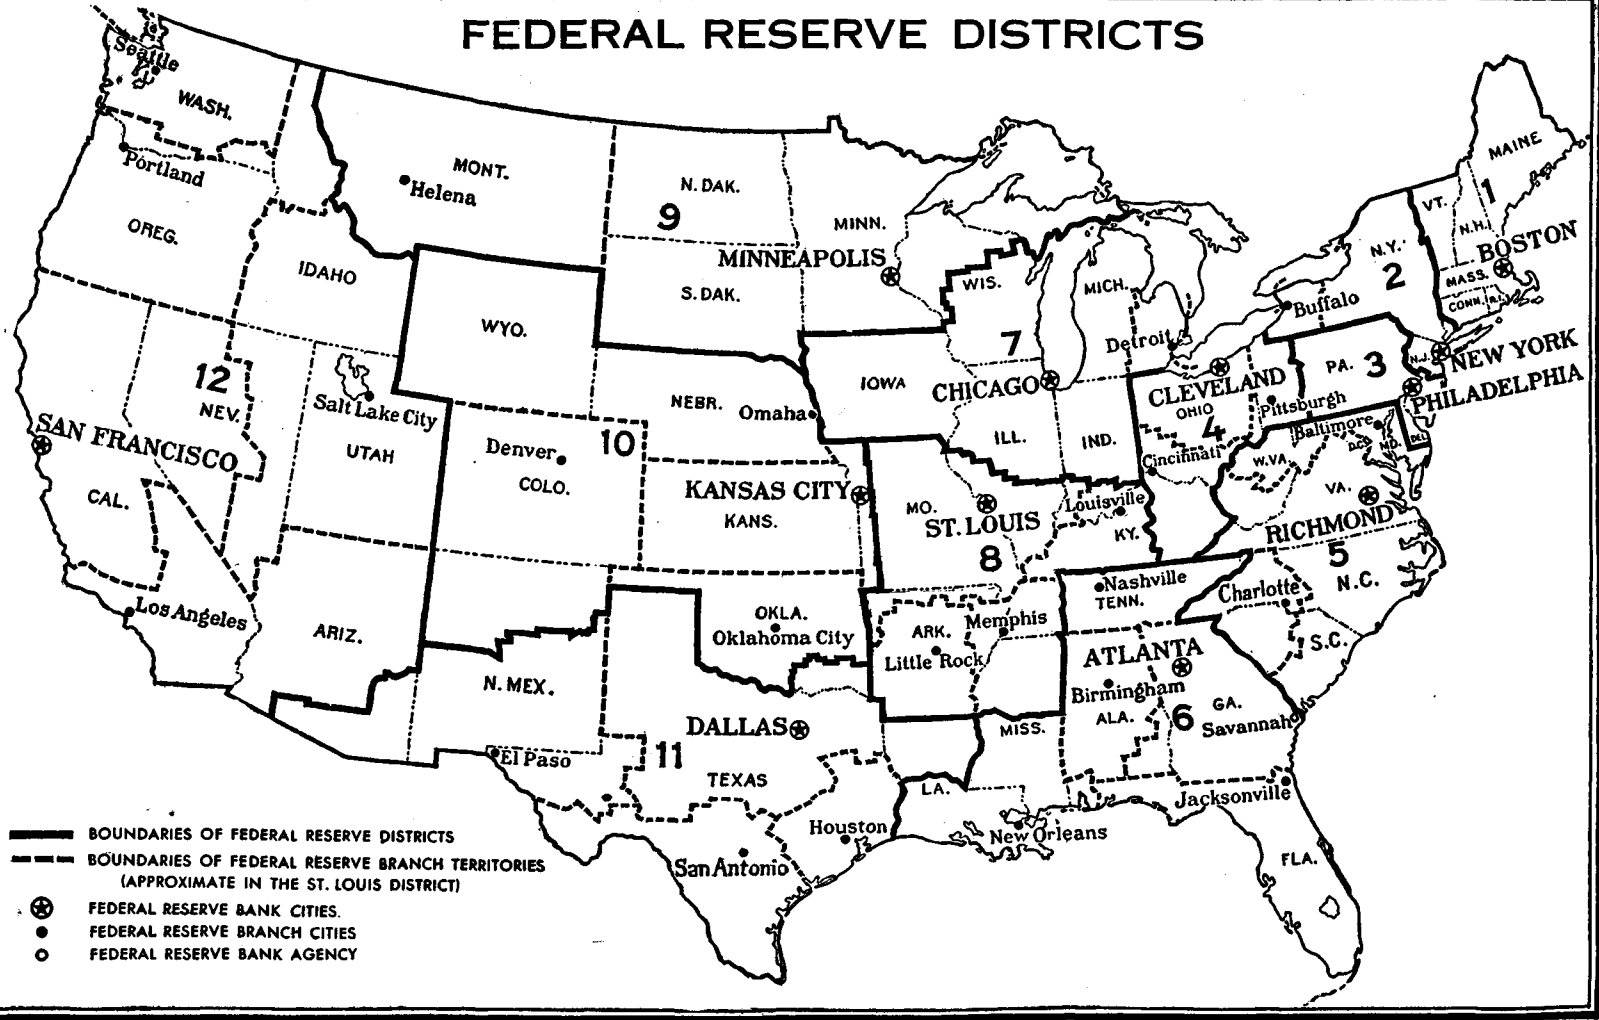 FEDERAL RESERVE DISTRICTS
Seattle
WASH.
Portland
OREG.
MONT.
Helena
IDAHO
WYO.
N. DAK.
9
S. DAK.
MINN.
MINNEAPOLIS
WIS.
MICH.
7
Detroit
IOWA
CHICAGO
ILL.
IND.
MAINE
VT.
1
N.H.
BOSTON
MASS.
CONN.
R.I.
N.Y.
2
Buffalo
NEW YORK
N.J.
PA.
3
PHILADELPHIA
CLEVELAND
OHIO
4
Pittsburgh
Cincinnati
Baltimore
D.C.
MD.
DEL
W.VA.
VA.
RICHMOND
5
N.C.
Charlotte
S.C.
12
NEV.
SAN FRANCISCO
CAL.
Los Angeles
Salt Lake City
UTAH
ARIZ.
Denver
10
COLO.
NEBR.
Omaha
KANSAS CITY
KANS.
MO.
ST. LOUIS
8
Louisville
KY.
Nashville
TENN.
Memphis
ARK.
Little Rock
OKLA.
Oklahoma City
N. MEX.
El Paso
DALLAS
11
TEXAS
Houston
San Antonio
LA.
New Orleans
MISS.
ATLANTA
Birmingham
ALA.
6
GA.
Savannah
Jacksonville
FLA.
BOUNDARIES OF FEDERAL RESERVE DISTRICTS
BOUNDARIES OF FEDERAL RESERVE BRANCH TERRITORIES
(APPROXIMATE IN THE ST. LOUIS DISTRICT)
FEDERAL RESERVE BANK CITIES.
FEDERAL RESERVE BRANCH CITIES
FEDERAL RESERVE BANK AGENCY